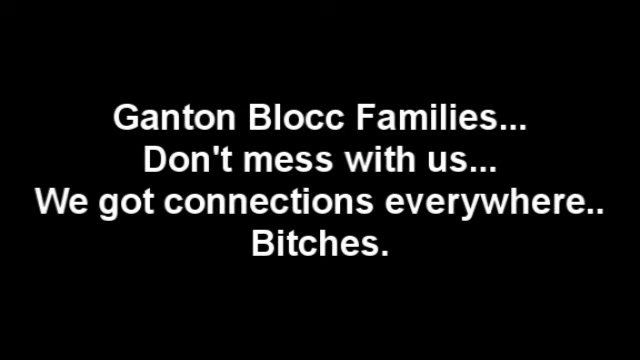 Ganton Blocc Families...
Don't mess with us...
We got connections everywhere..
Bitches.